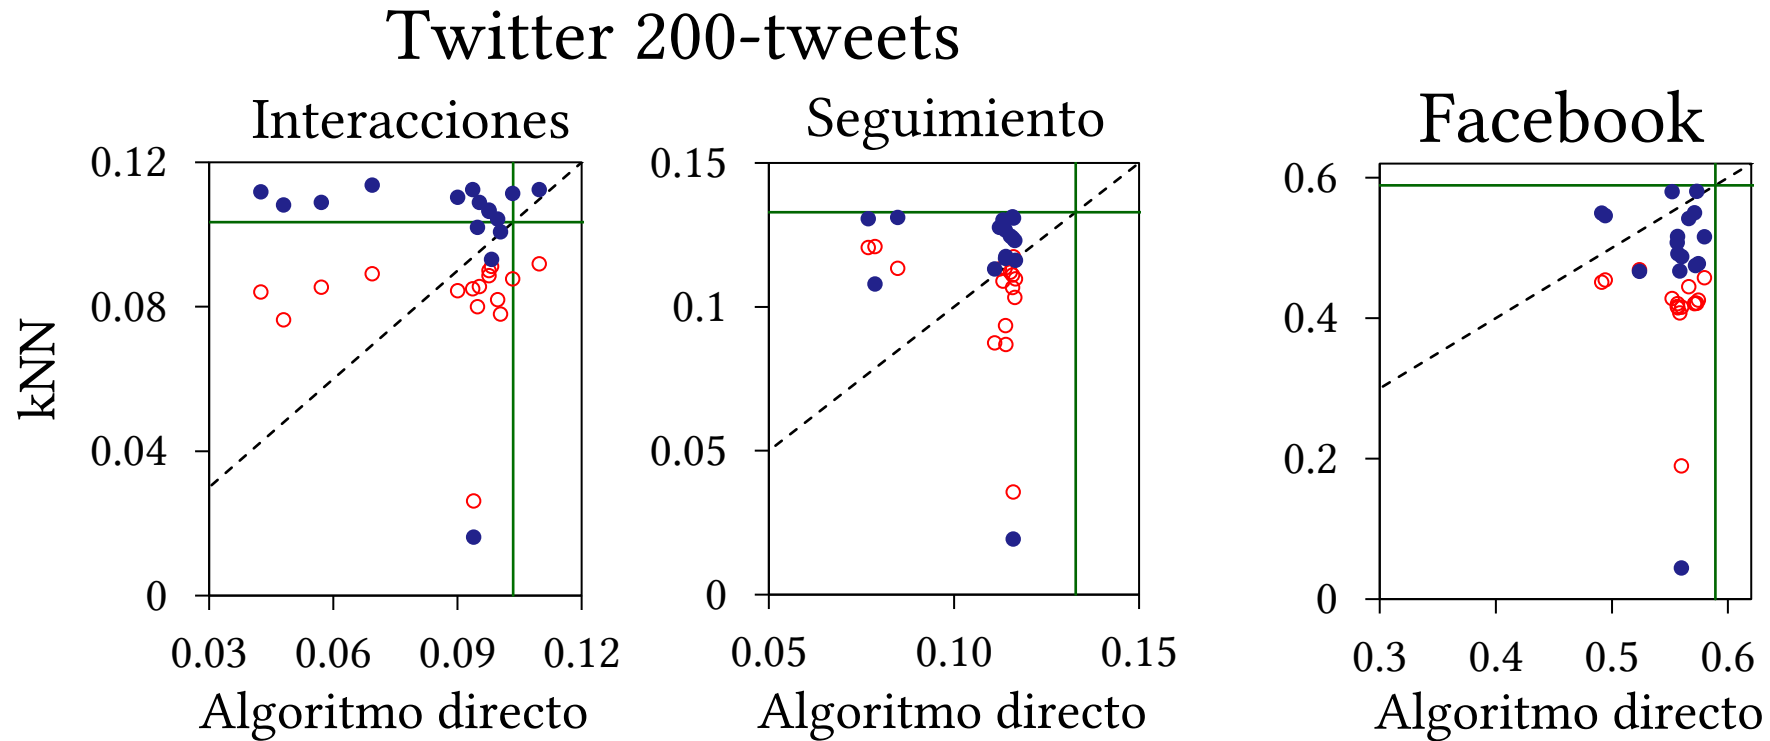 Twitter 200-tweets
Interacciones
Seguimiento
Facebook
kNN
0.12
0.08
0.04
0
0.03 0.06 0.09 0.12
Algoritmo directo
0.15
0.1
0.05
0
0.05 0.10 0.15
Algoritmo directo
0.6
0.4
0.2
0
0.3 0.4 0.5 0.6
Algoritmo directo